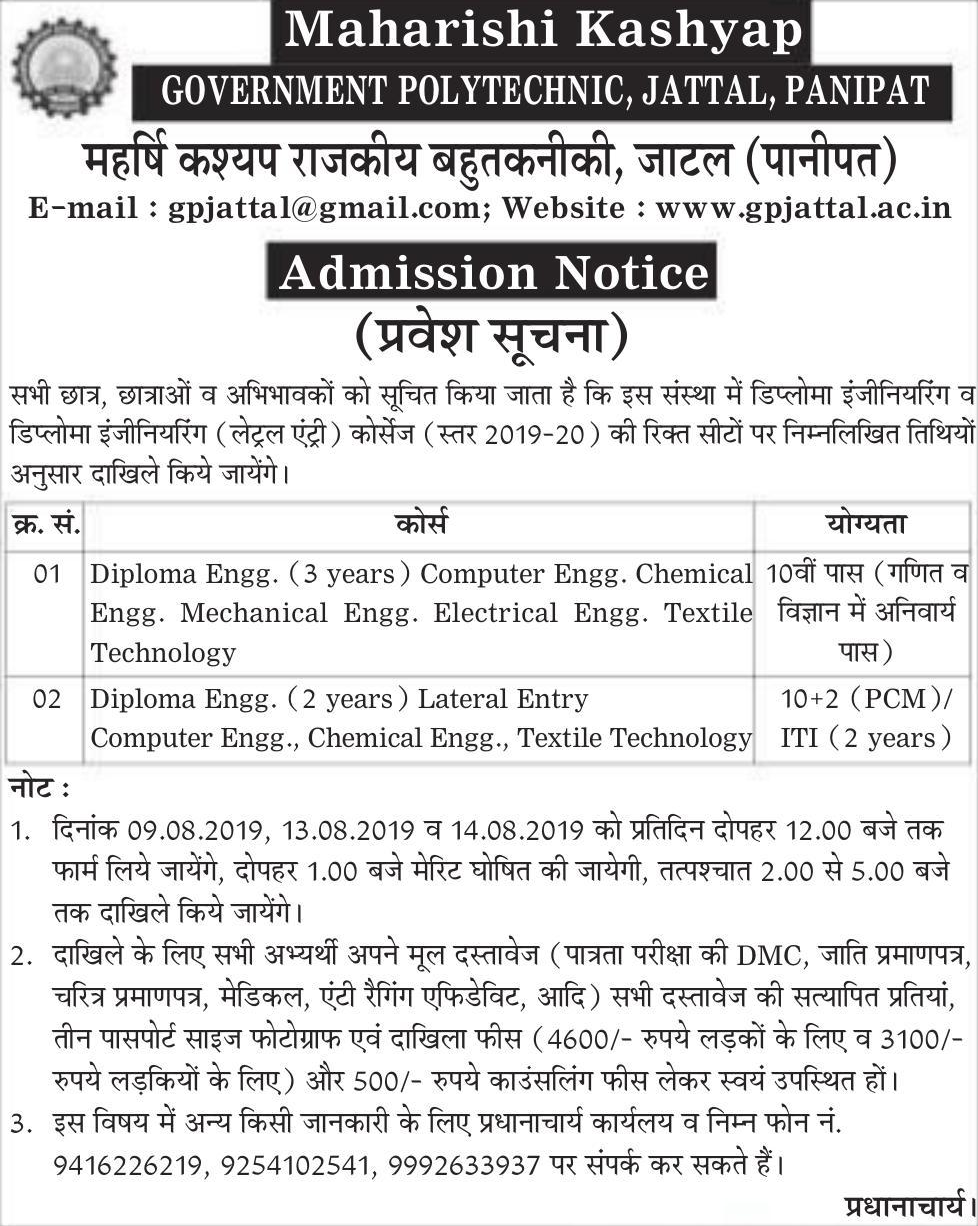 Maharishi Kashyap
GOVERNMENT POLYTECHNIC, JATTAL, PANIPAT
महर्षि कश्यप राजकीय बहुतकनीकी, जाटल (पानीपत)
E-mail : gpjattal@gmail.com; Website : www.gpjattal.ac.in
Admission Notice
(प्रवेश सूचना)
सभी छात्र, छात्राओं व अभिभावकों को सूचित किया जाता है कि इस संस्था में डिप्लोमा इंजीनियरिंग व
डिप्लोमा इंजीनियरिंग (लेट्रल एंट्री) कोर्सेज (स्तर 2019-20) की रिक्त सीटों पर निम्नलिखित तिथियों
अनुसार दाखिले किये जायेंगे।
क्र. सं. कोर्स योग्यता
01 Diploma Engg. (3 years) Computer Engg. Chemical 10वीं पास (गणित व
Engg. Mechanical Engg. Electrical Engg. Textile विज्ञान में अनिवार्य
Technology पास)
02 Diploma Engg. (2 years) Lateral Entry 10+2 (PCM)/
Computer Engg., Chemical Engg., Textile Technology ITI (2 years)
नोट :
1. दिनांक 09.08.2019, 13.08.2019 व 14.08.2019 को प्रतिदिन दोपहर 12.00 बजे तक
फार्म लिये जायेंगे, दोपहर 1.00 बजे मेरिट घोषित की जायेगी, तत्पश्चात 2.00 से 5.00 बजे
तक दाखिले किये जायेंगे।
2. दाखिले के लिए सभी अभ्यर्थी अपने मूल दस्तावेज (पात्रता परीक्षा की DMC, जाति प्रमाणपत्र,
चरित्र प्रमाणपत्र, मेडिकल, एंटी रैगिंग एफिडेविट, आदि) सभी दस्तावेज की सत्यापित प्रतियां,
तीन पासपोर्ट साइज फोटोग्राफ एवं दाखिला फीस (4600/- रुपये लड़कों के लिए व 3100/-
रुपये लड़कियों के लिए) और 500/- रुपये काउंसलिंग फीस लेकर स्वयं उपस्थित हों।
3. इस विषय में अन्य किसी जानकारी के लिए प्रधानाचार्य कार्यलय व निम्न फोन नं.
9416226219, 9254102541, 9992633937 पर संपर्क कर सकते हैं।
प्रधानाचार्य।